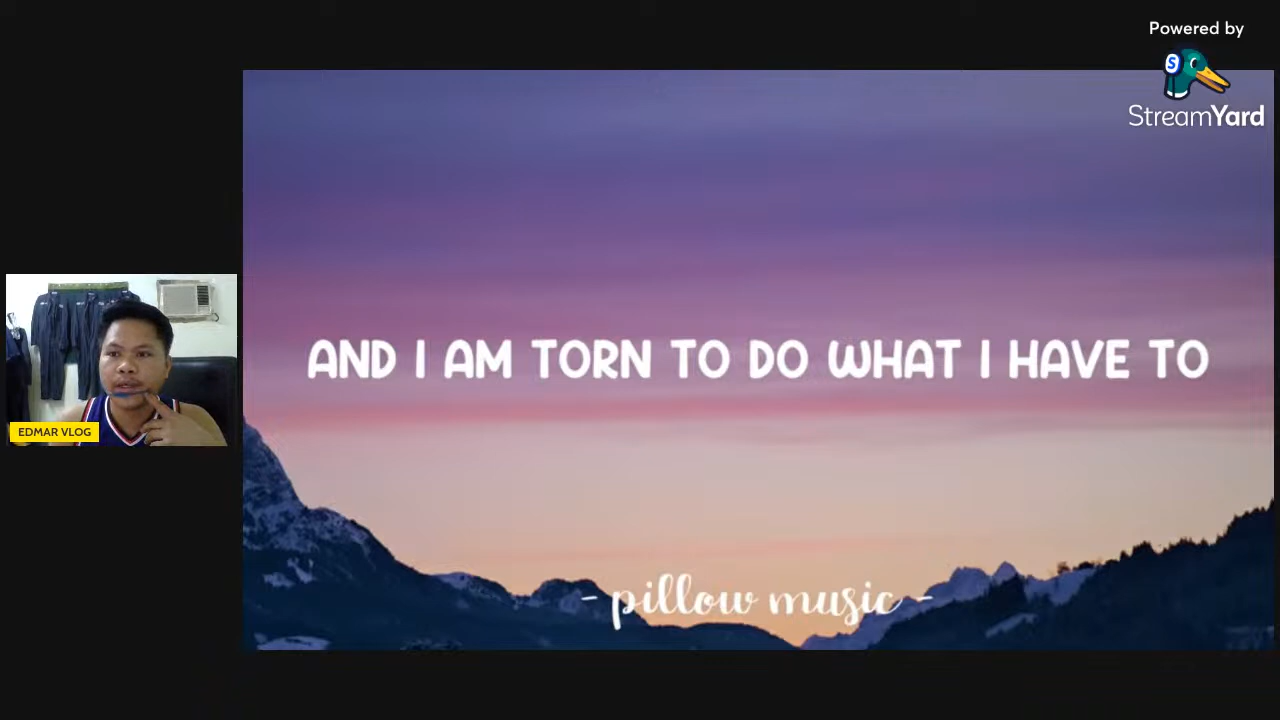 Powered by
StreamYard
AND I AM TORN TO DO WHAT I HAVE TO
EDMAR VLOG
- pillow music -